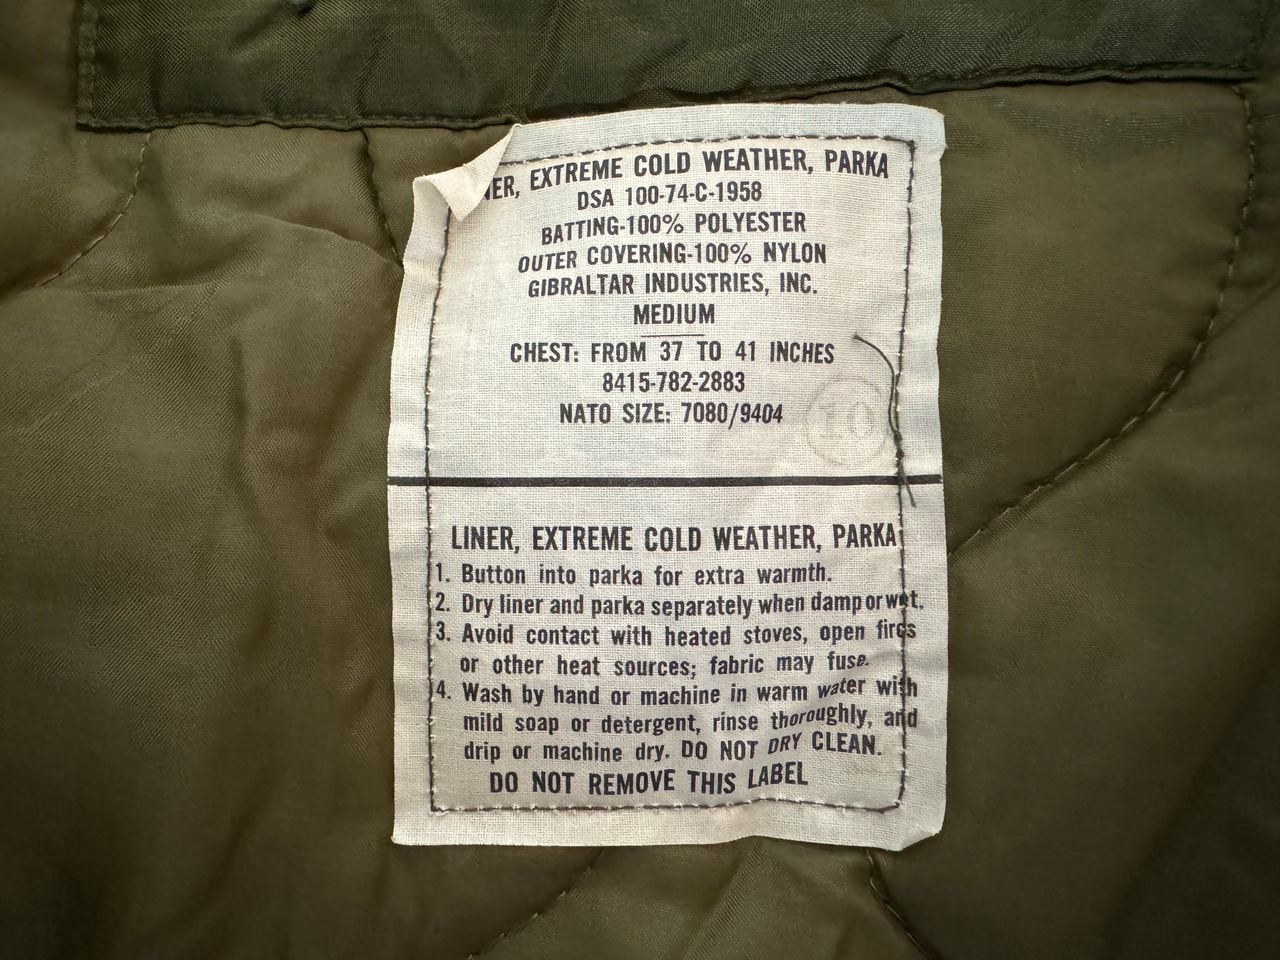 NER, EXTREME COLD WEATHER, PARKA
DSA 100-74-C-1958
BATTING-100% POLYESTER
OUTER COVERING-100% NYLON
GIBRALTAR INDUSTRIES, INC.
MEDIUM
CHEST: FROM 37 TO 41 INCHES
8415-782-2883
NATO SIZE: 7080/9404
10
LINER, EXTREME COLD WEATHER, PARKA
1. Button into parka for extra warmth.
2. Dry liner and parka separately when damp or wet.
3. Avoid contact with heated stoves, open fires
or other heat sources; fabric may fuse.
4. Wash by hand or machine in warm water with
mild soap or detergent, rinse thoroughly, and
drip or machine dry. DO NOT DRY CLEAN.
DO NOT REMOVE THIS LABEL